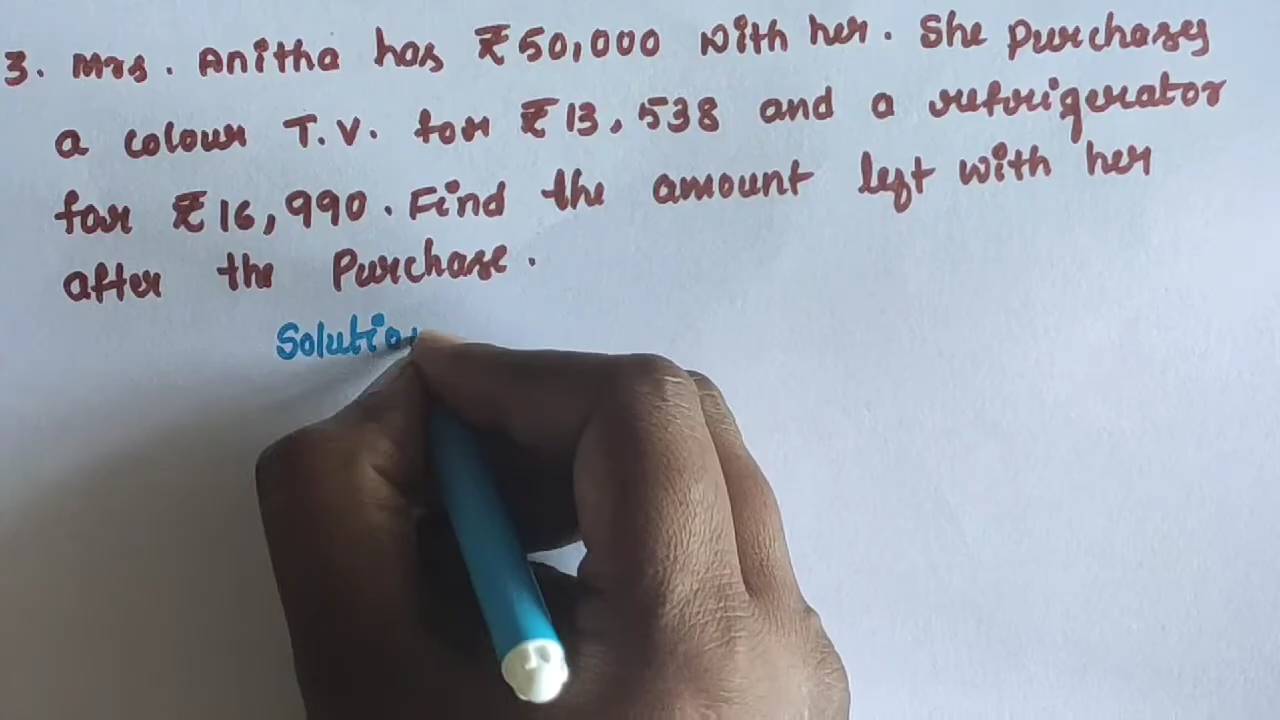 3. Mrs. Anitha has ₹50,000 with her. She Purchases
a colour T.V. for ₹13,538 and a refrigerator
for ₹16,990. Find the amount left with her
after the Purchase.
Solution